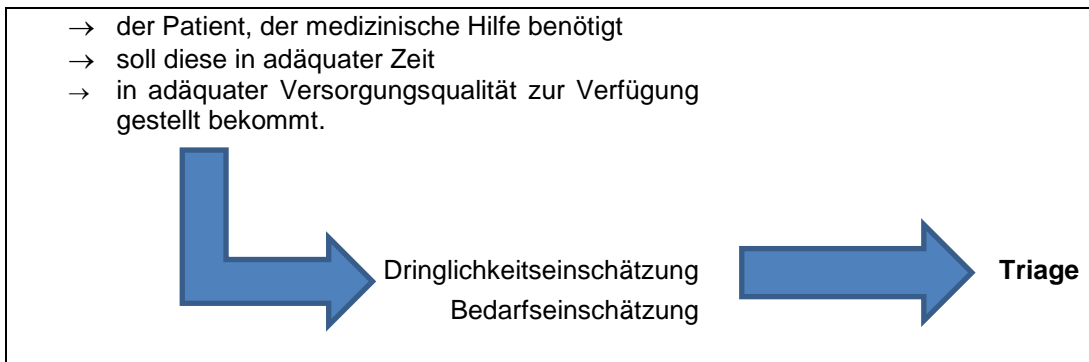 → der Patient, der medizinische Hilfe benötigt
→ soll diese in adäquater Zeit
→ in adäquater Versorgungsqualität zur Verfügung
gestellt bekommt.
Dringlichkeitseinschätzung
Bedarfseinschätzung
Triage